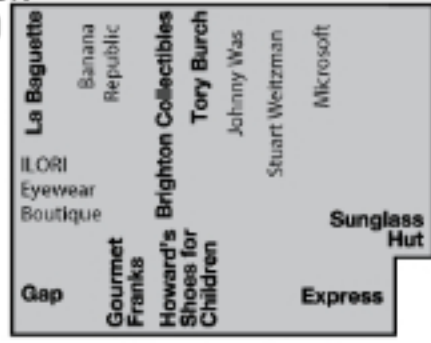 La Baguette
Banana
Republic
Brighton Collectibles
Tory Burch
Johnny Was
Stuart Weitzman
Microsoft
ILORI
Eyewear
Boutique
Sunglass
Hut
Gap
Gourmet
Franks
Howard's
Shoes for
Children
Express